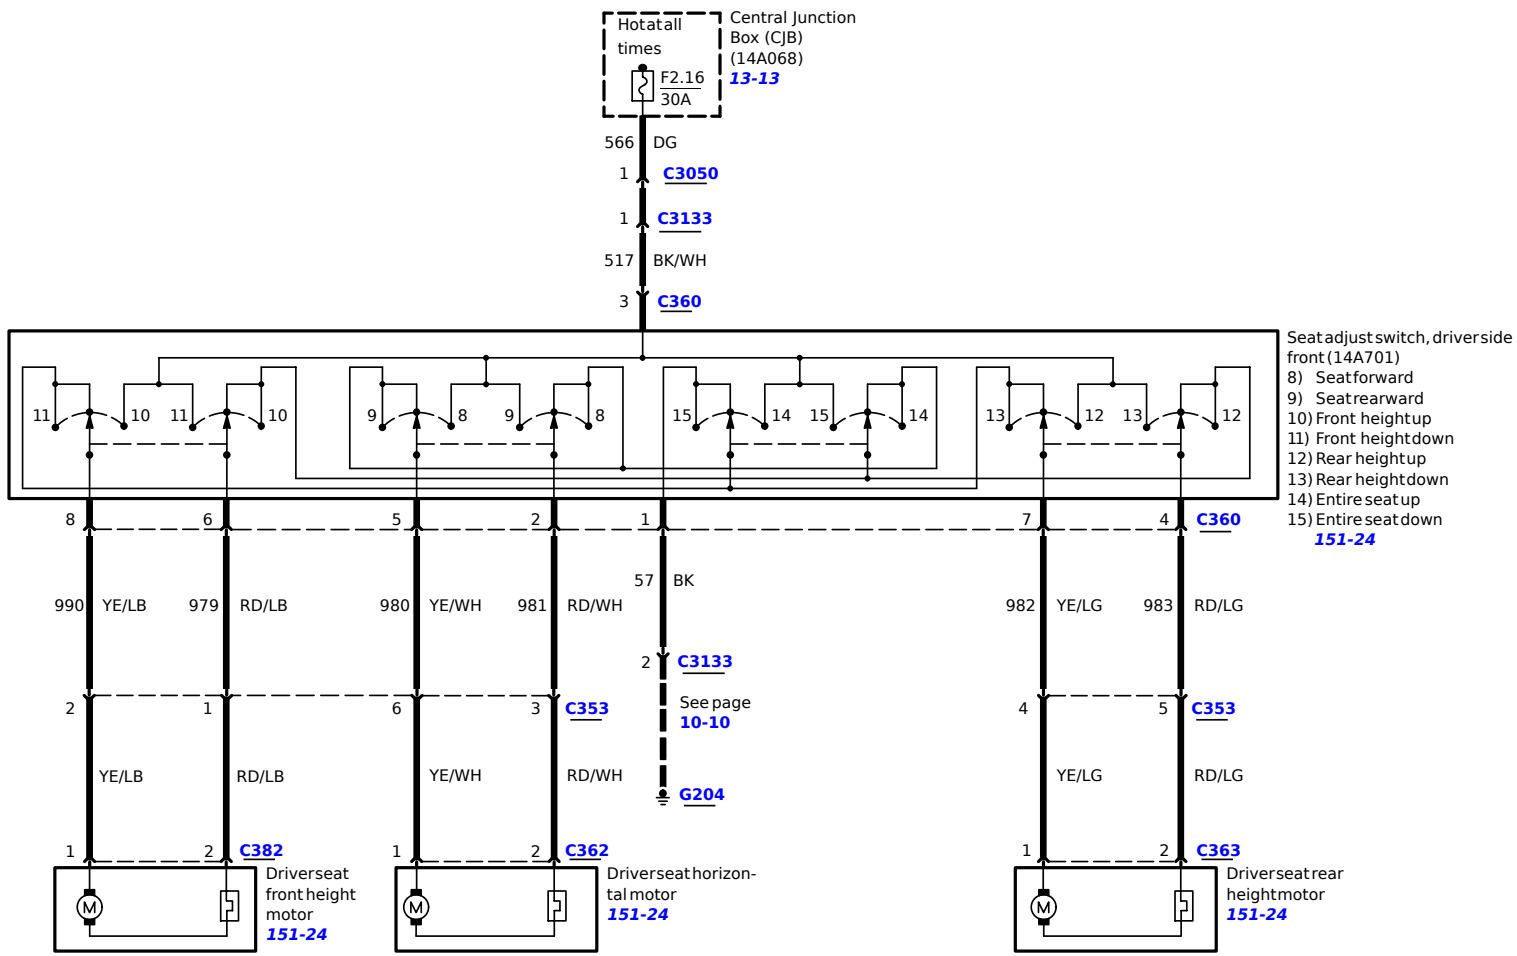 Hot at all
times
F2.16
30A
Central Junction
Box (CJB)
(14A068)
13-13
566 DG
1 C3050
1 C3133
517 BK/WH
3 C360
Seat adjust switch, driver side
front (14A701)
8) Seat forward
9) Seat rearward
10) Front height up
11) Front height down
12) Rear height up
13) Rear height down
14) Entire seat up
15) Entire seat down
151-24
11 10 11 10 9 8 9 8 15 14 15 14 13 12 13 12
8 6 5 2 1 7 4 C360
57 BK
990 YE/LB 979 RD/LB 980 YE/WH 981 RD/WH 982 YE/LG 983 RD/LG
2 C3133
See page
10-10
2 1 6 3 C353 4 5 C353
YE/LB RD/LB YE/WH RD/WH YE/LG RD/LG
G204
1 2 C382 1 2 C362 1 2 C363
M
Driver seat
front height
motor
151-24
M
Driver seat horizon-
tal motor
151-24
M
Driver seat rear
height motor
151-24